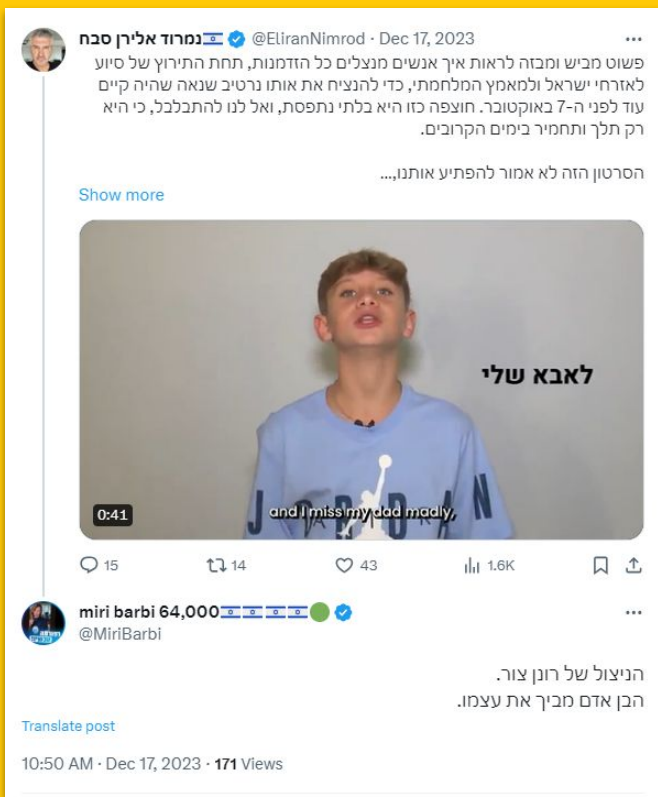 נמרוד אלירן סבח🇮🇱 @EliranNimrod · Dec 17, 2023
פשוט מביש ומבזה לראות איך אנשים מנצלים כל הזדמנות, תחת התירוץ של סיוע
לאזרחי ישראל ולמאמץ המלחמתי, כדי להנציח את אותו נרטיב שנאה שהיה קיים
עוד לפני ה-7 באוקטובר. חוצפה כזו היא בלתי נתפסת, ואל לנו להתבלבל, כי היא
רק תלך ותחמיר בימים הקרובים.
הסרטון הזה לא אמור להפתיע אותנו,...
Show more
לאבא שלי
JORDAN
and I miss my dad madly,
0:41
15 14 43 1.6K
miri barbi 64,000🇮🇱🇮🇱🇮🇱🇮🇱🟢
@MiriBarbi
הניצול של רונן צור.
הבן אדם מביך את עצמו.
Translate post
10:50 AM · Dec 17, 2023 · 171 Views